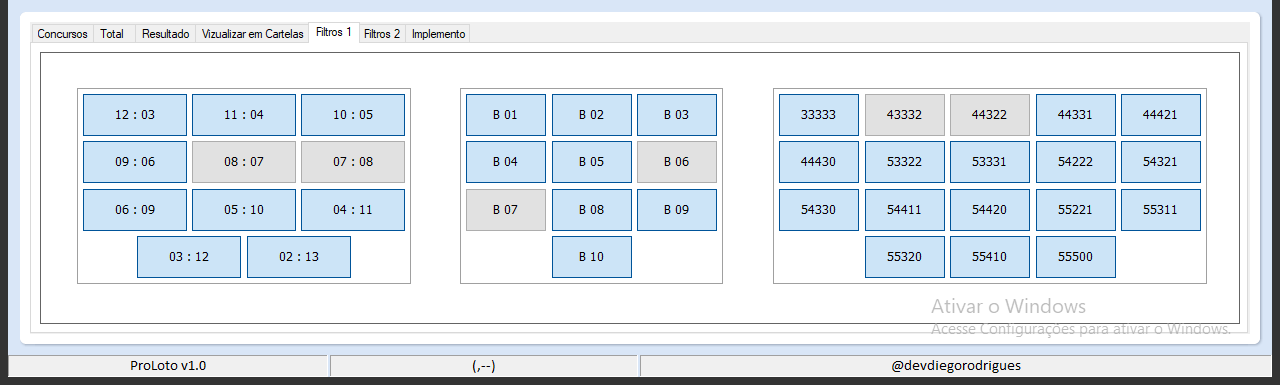 Concursos Total Resultado Vizualizar em Cartelas Filtros 1 Filtros 2 Implemento
12 : 03 11 : 04 10 : 05
09 : 06 08 : 07 07 : 08
06 : 09 05 : 10 04 : 11
03 : 12 02 : 13
B 01 B 02 B 03
B 04 B 05 B 06
B 07 B 08 B 09
B 10
33333 43332 44322 44331 44421
44430 53322 53331 54222 54321
54330 54411 54420 55221 55311
55320 55410 55500
Ativar o Windows
Acesse Configurações para ativar o Windows.
ProLoto v1.0 (,--) @devdiegorodrigues